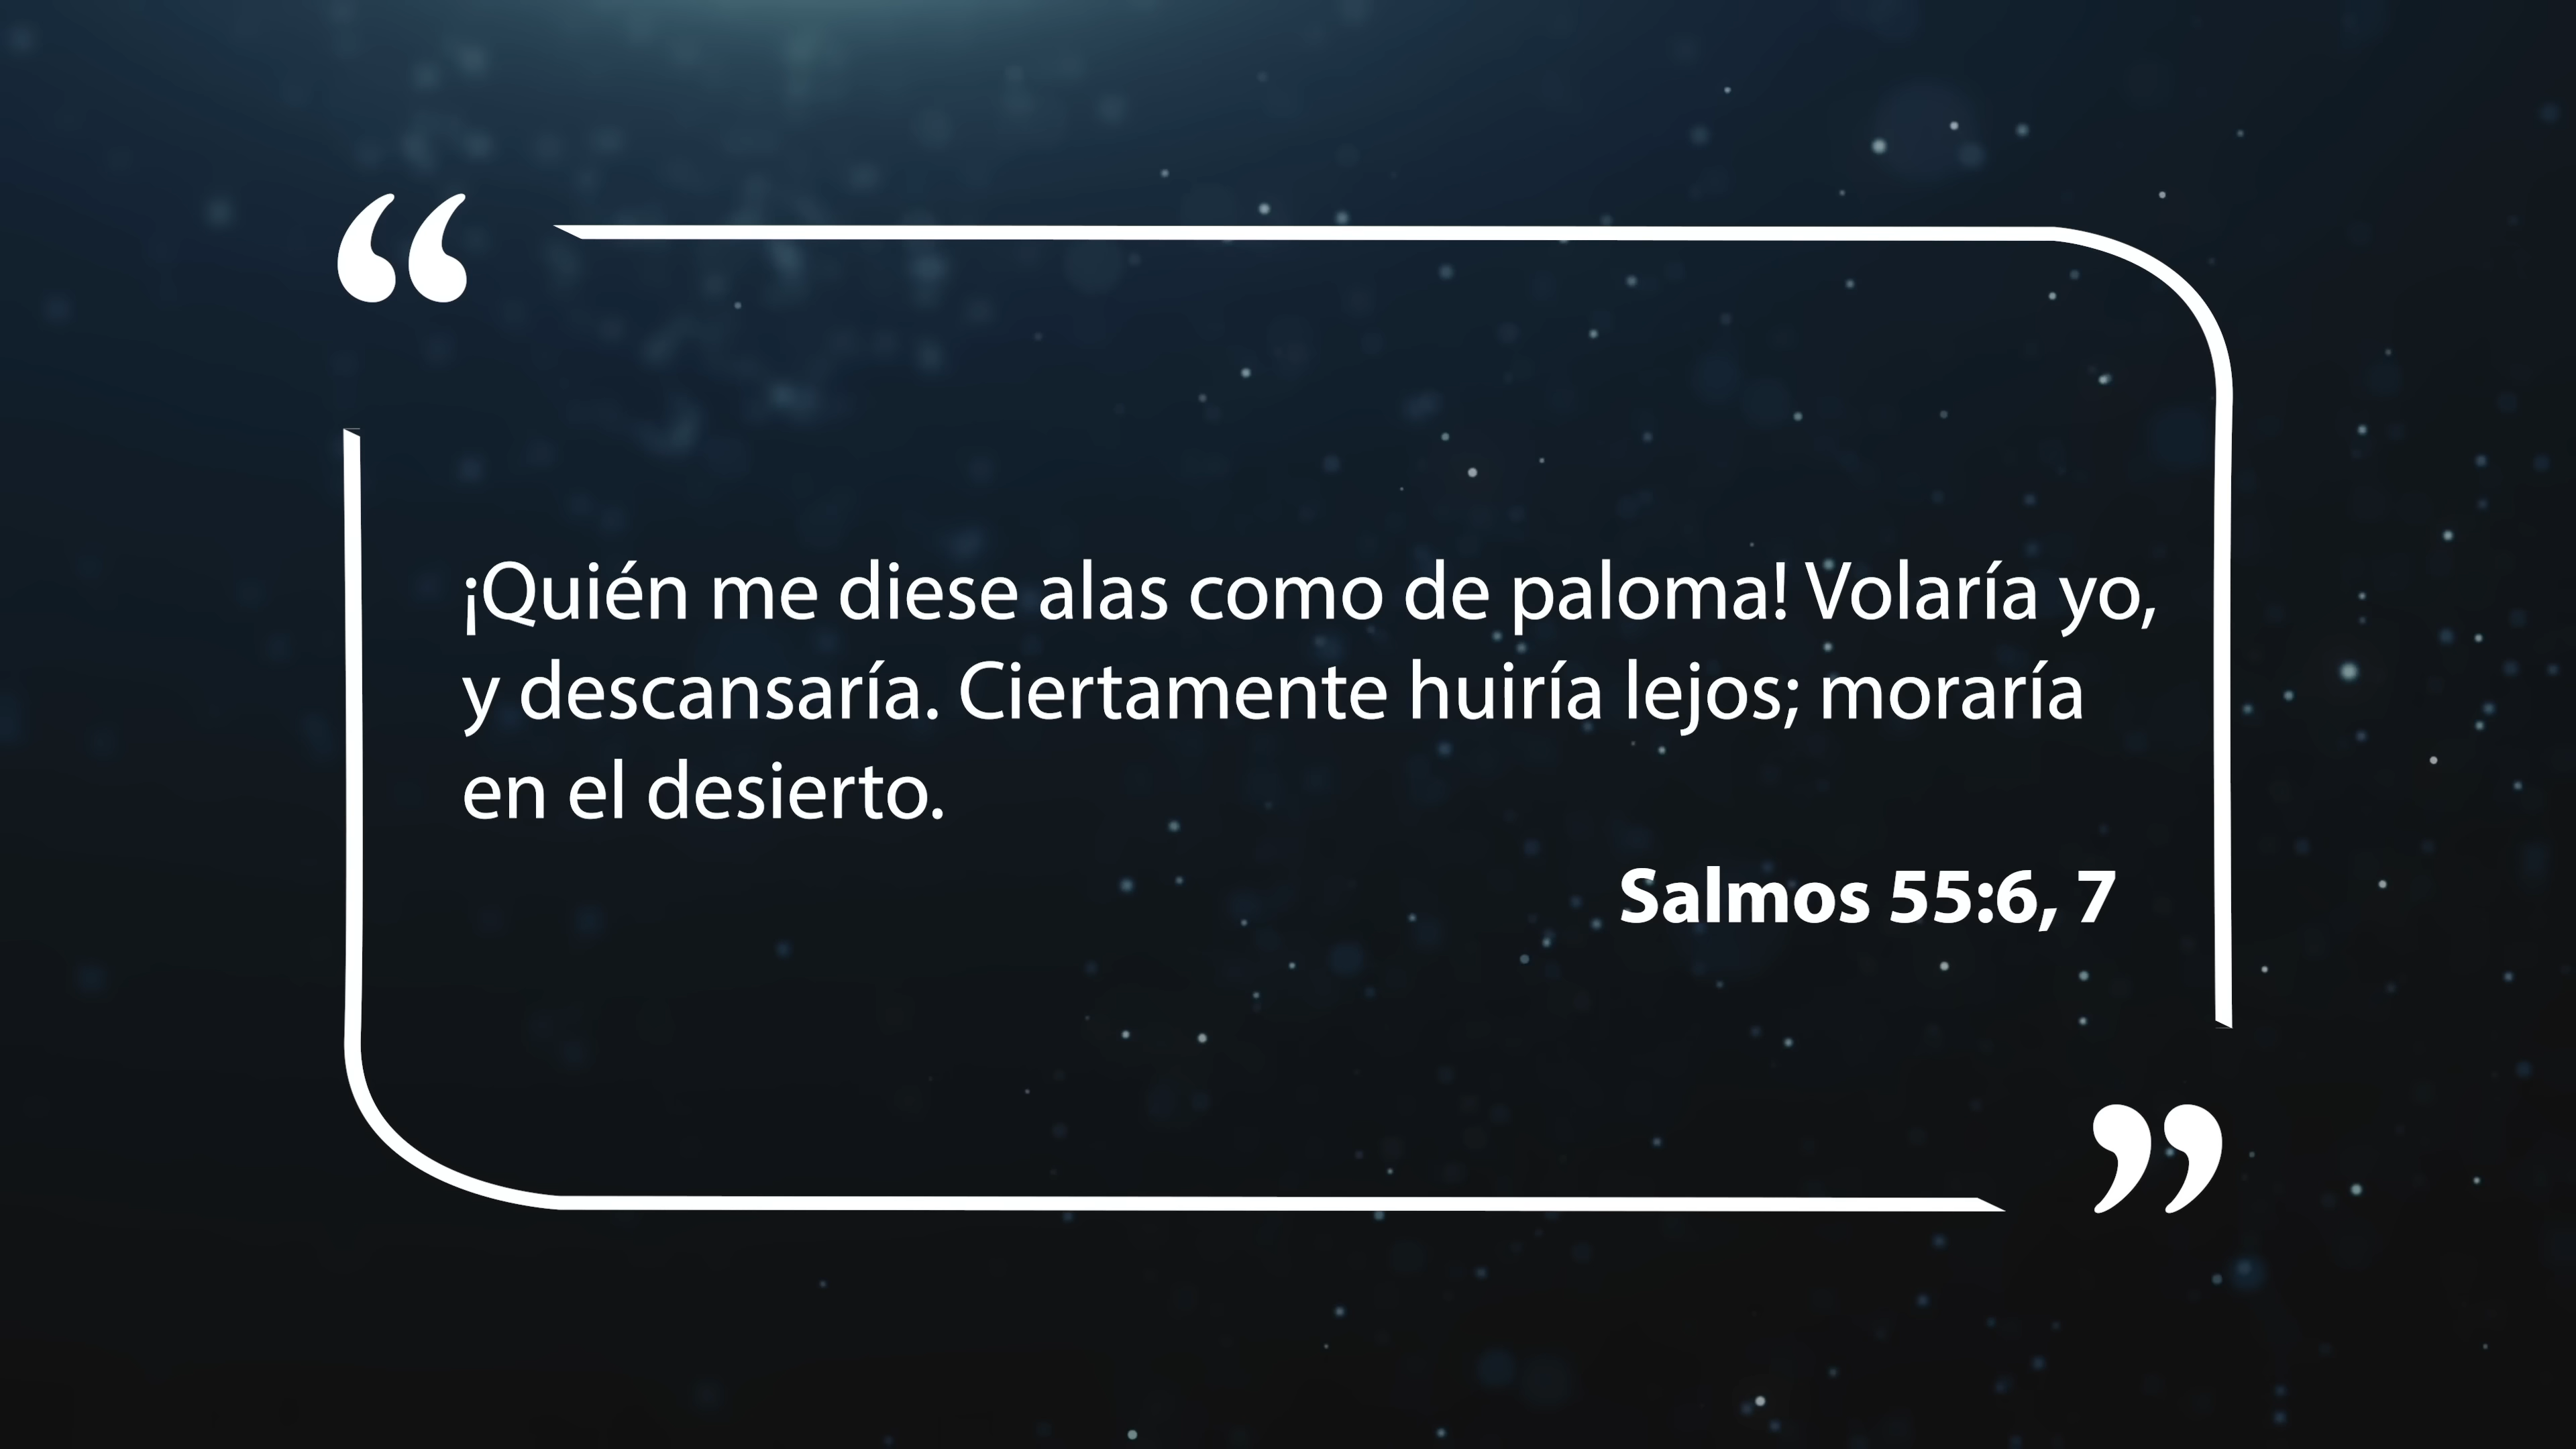 “
¡Quién me diese alas como de paloma! Volaría yo,
y descansaría. Ciertamente huiría lejos; moraría
en el desierto.
Salmos 55:6, 7
”